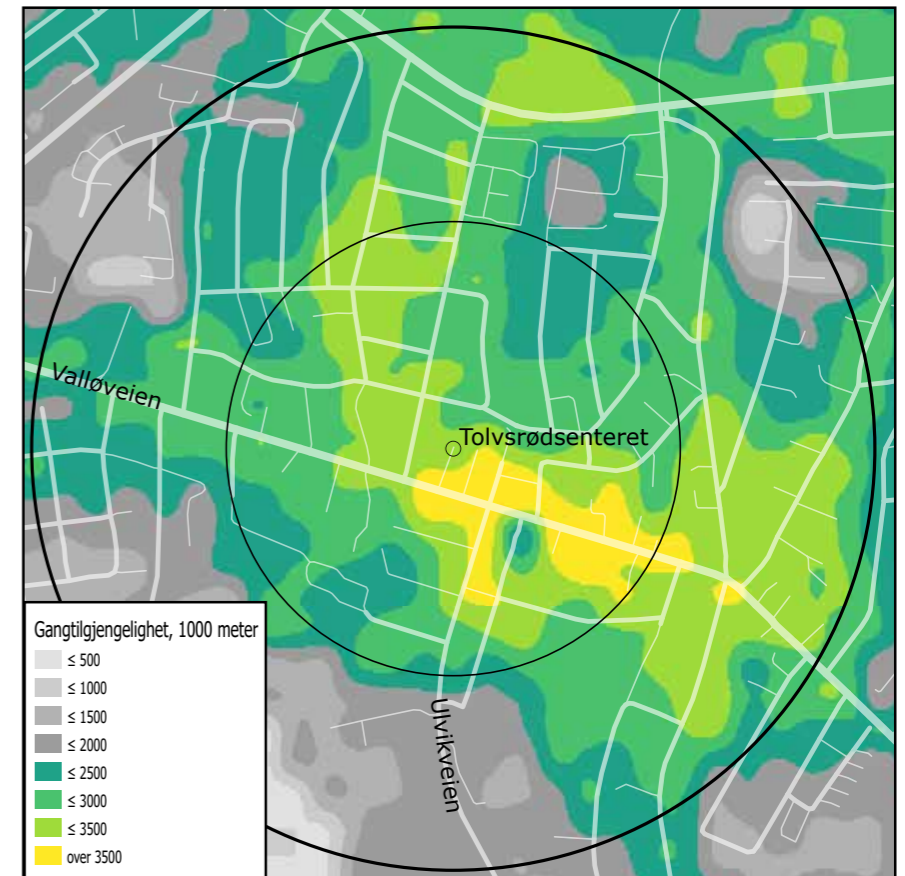 Valløveien
Tolvsrødsenteret
Ulvikveien
Gangtilgjengelighet, 1000 meter
≤ 500
≤ 1000
≤ 1500
≤ 2000
≤ 2500
≤ 3000
≤ 3500
over 3500